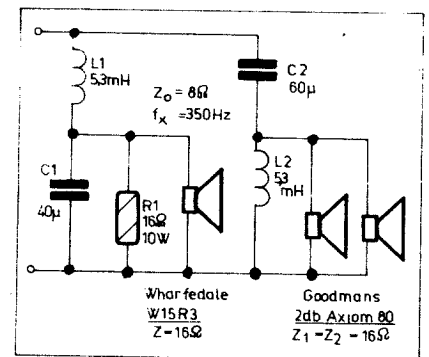 L1
5,3mH
C2
60µ
Z₀ = 8Ω
fₓ =350Hz
C1
40µ
R1
16Ω
10W
L2
53
mH
Wharfedale
W15R3
Z=16Ω
Goodmans
2db Axiom 80
Z₁ =Z₂ = 16Ω